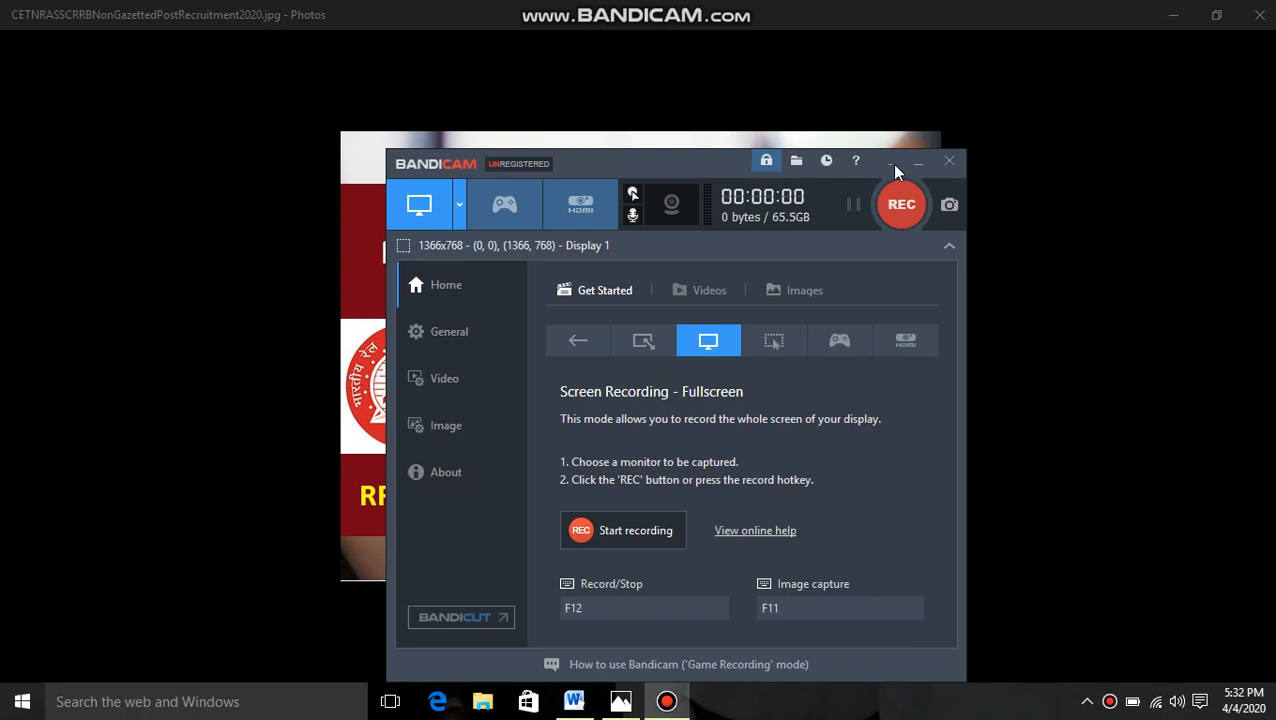 CETNRASSCRRBNonGazettedPostRecruitment2020.jpg - Photos
www.BANDICAM.com
BANDICAM UNREGISTERED
?
HDMI
00:00:00
0 bytes / 65.5GB
REC
1366x768 - (0, 0), (1366, 768) - Display 1
Home
General
Video
Image
About
BANDICUT
Get Started
Videos
Images
HDMI
Screen Recording - Fullscreen
This mode allows you to record the whole screen of your display.
1. Choose a monitor to be captured.
2. Click the 'REC' button or press the record hotkey.
REC Start recording
View online help
Record/Stop
Image capture
F12
F11
How to use Bandicam ('Game Recording' mode)
भारतीय रेल
Search the web and Windows
5:32 PM
4/4/2020